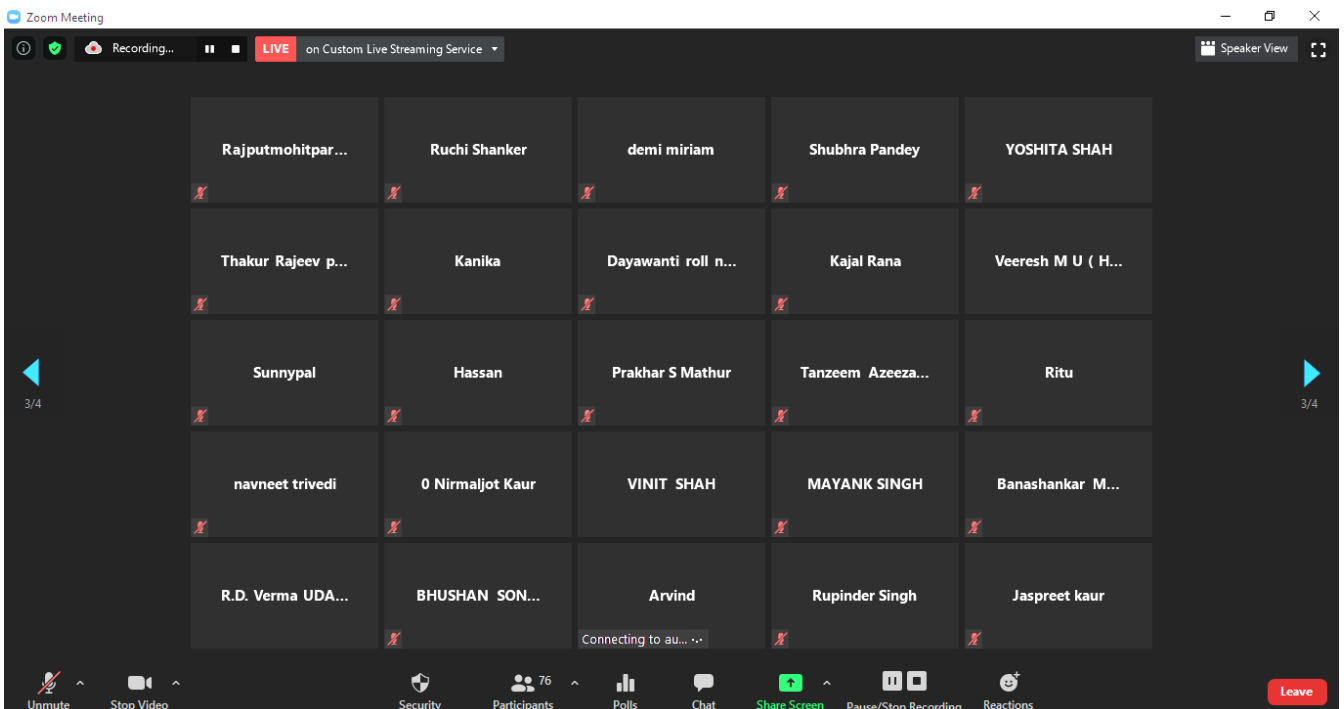 Zoom Meeting
Recording... LIVE on Custom Live Streaming Service Speaker View
Rajputmohitpar... Ruchi Shanker demi miriam Shubhra Pandey YOSHITA SHAH
Thakur Rajeev p... Kanika Dayawanti roll n... Kajal Rana Veeresh M U ( H...
Sunnypal Hassan Prakhar S Mathur Tanzeem Azeeza... Ritu
3/4 3/4
navneet trivedi 0 Nirmaljot Kaur VINIT SHAH MAYANK SINGH Banashankar M...
R.D. Verma UDA... BHUSHAN SON... Arvind Rupinder Singh Jaspreet kaur
Connecting to au...
76
Unmute Stop Video Security Participants Polls Chat Share Screen Pause/Stop Recording Reactions Leave